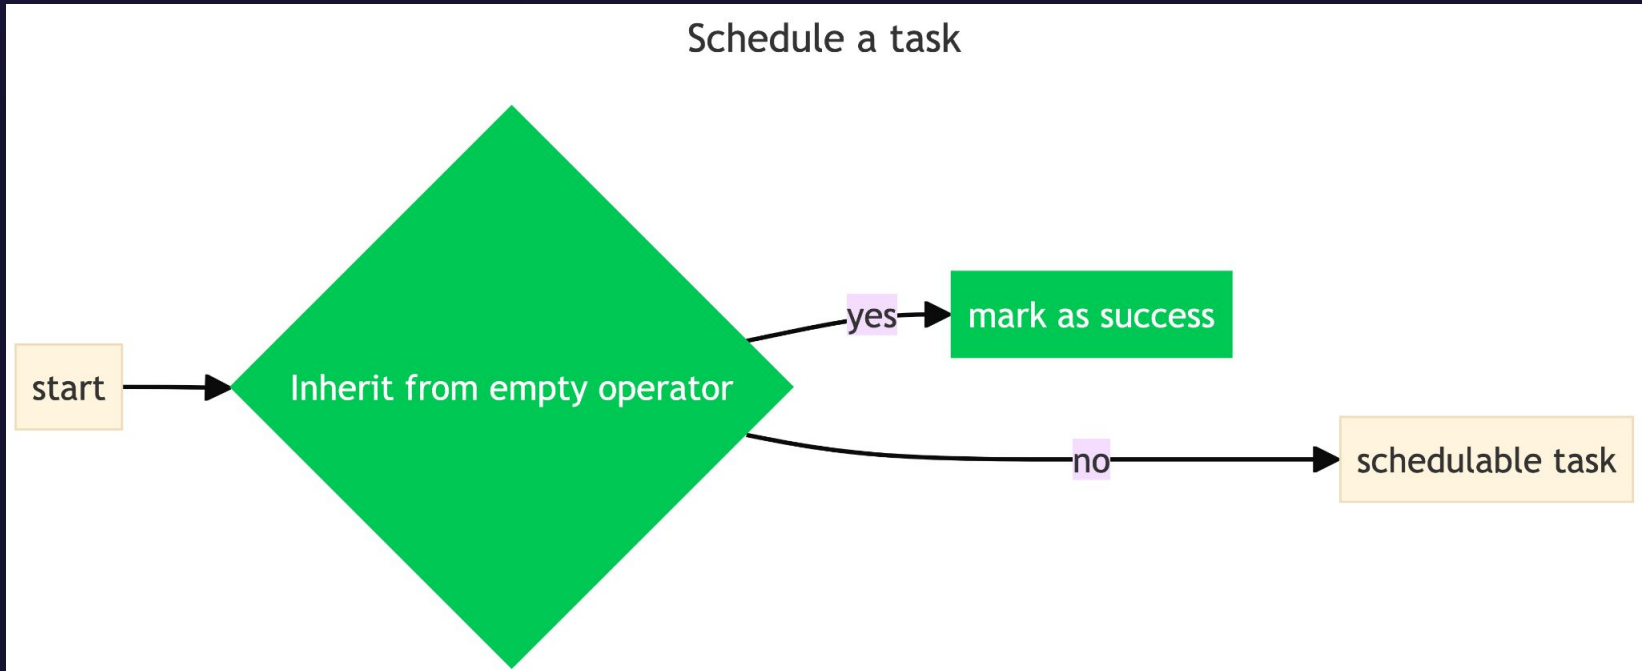 Schedule a task
start
Inherit from empty operator
yes
mark as success
no
schedulable task